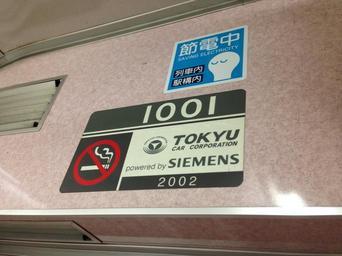 節電中
SAVING ELECTRICITY
列車内
駅構内
1001
TOKYU
CAR CORPORATION
powered by SIEMENS
2002